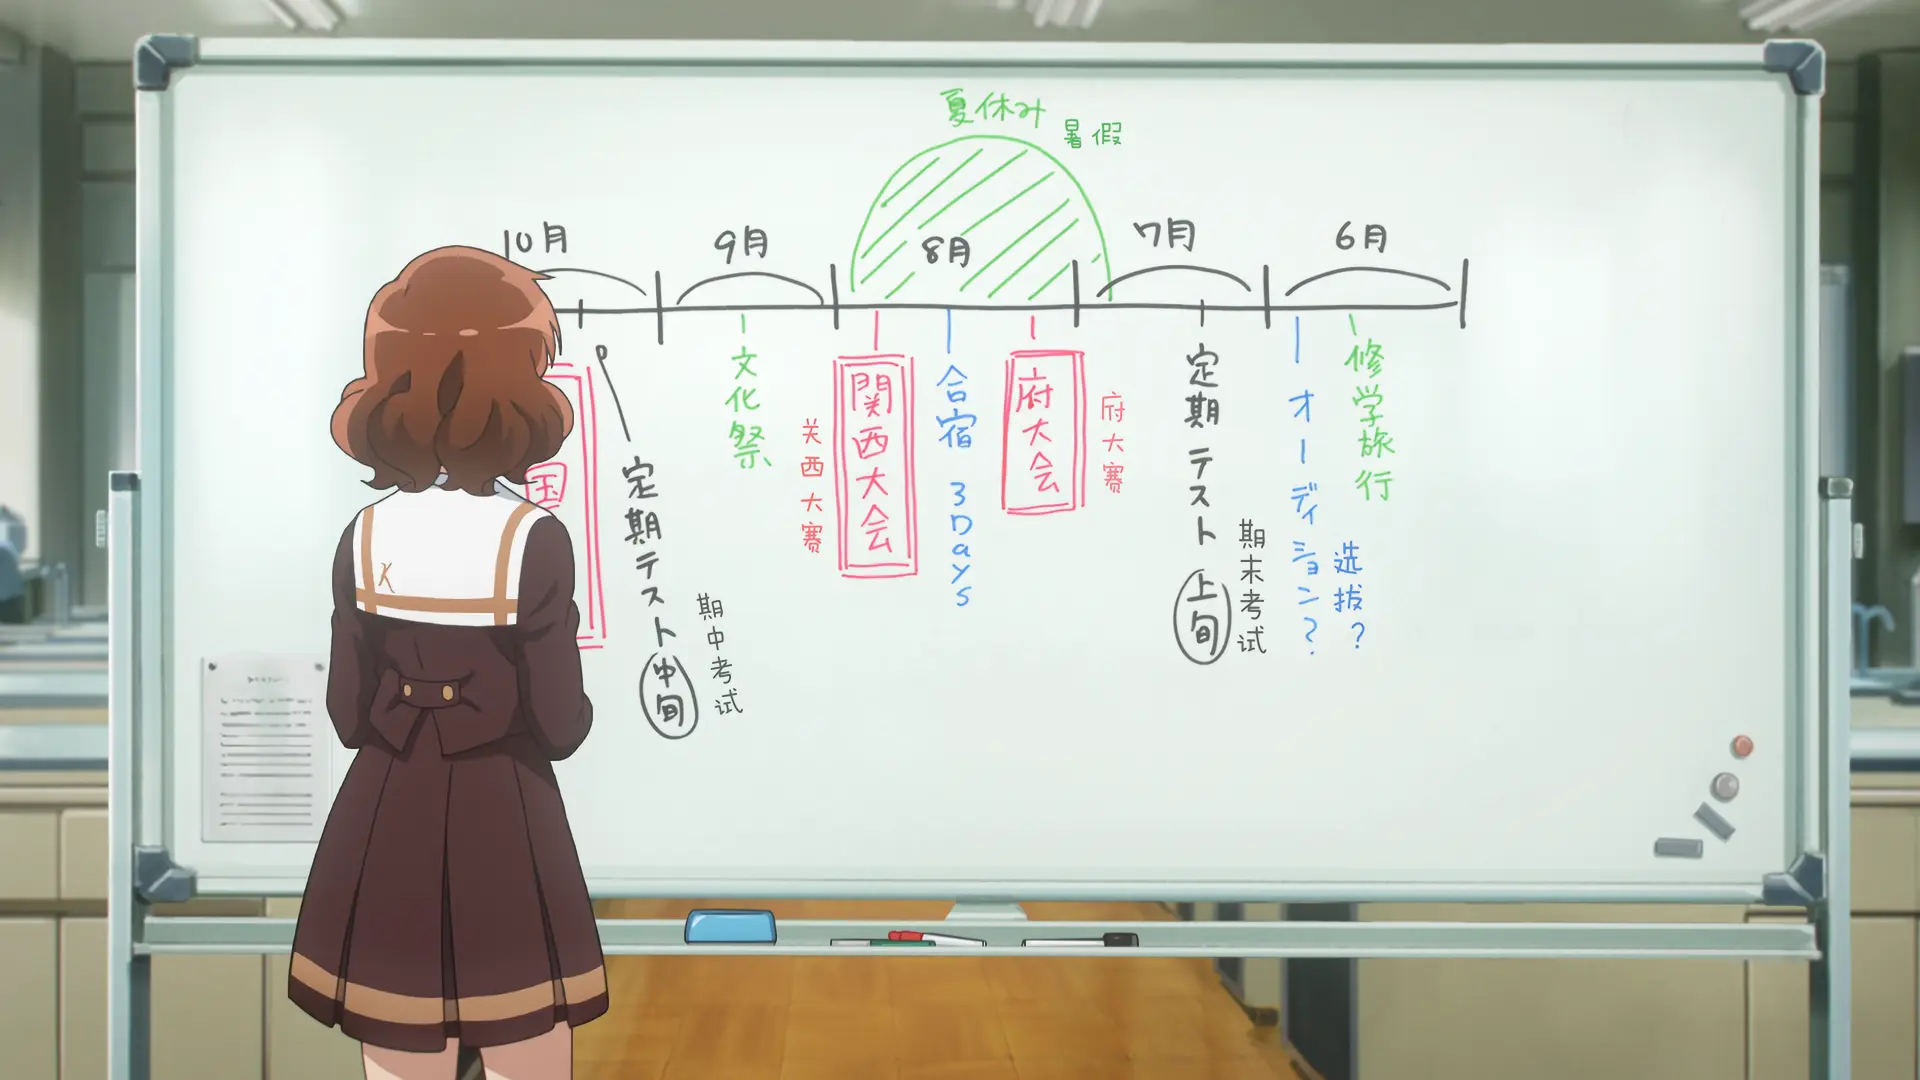 夏休み
暑假
10月
9月
8月
7月
6月
修学旅行
オーディション?
选拔?
定期テスト上旬
期末考试
府大会
府大赛
合宿 3Days
関西大会
关西大赛
文化祭
定期テスト中旬
期中考试
国
K